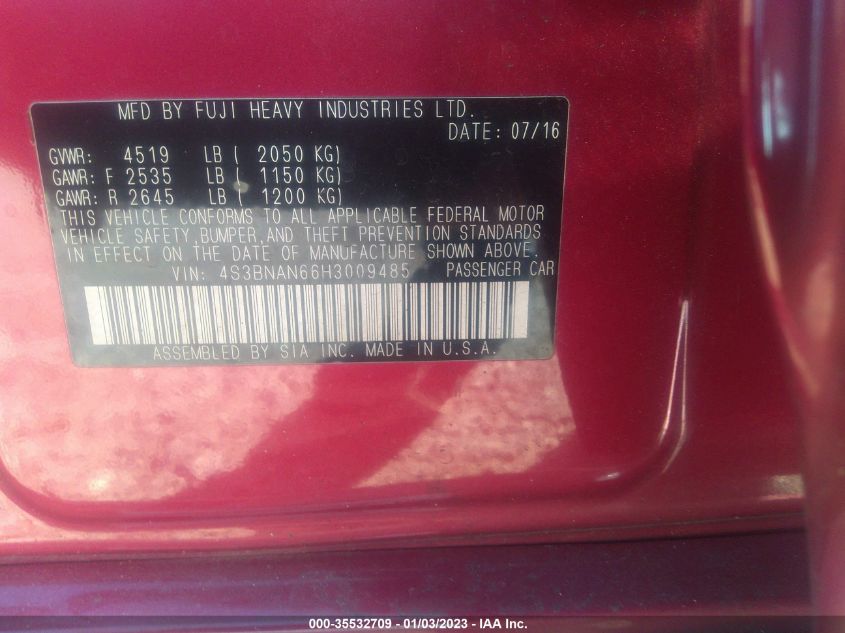 MFD BY FUJI HEAVY INDUSTRIES LTD.
DATE: 07/16
GVWR: 4519 LB ( 2050 KG)
GAWR: F 2535 LB ( 1150 KG)
GAWR: R 2645 LB ( 1200 KG)
THIS VEHICLE CONFORMS TO ALL APPLICABLE FEDERAL MOTOR
VEHICLE SAFETY,BUMPER,AND THEFT PREVENTION STANDARDS
IN EFFECT ON THE DATE OF MANUFACTURE SHOWN ABOVE.
VIN: 4S3BNAN66H3009485 PASSENGER CAR
ASSEMBLED BY SIA INC. MADE IN U.S.A.
000-35532709 - 01/03/2023 - IAA Inc.